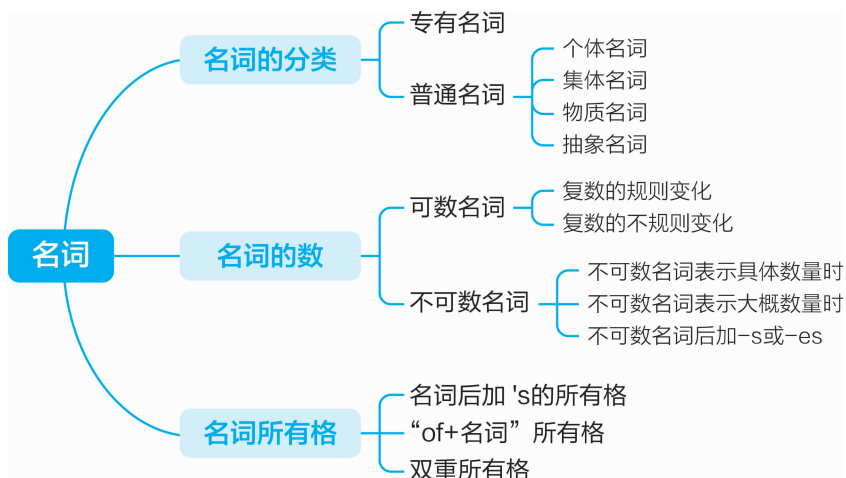 名词
名词的分类
专有名词
普通名词
个体名词
集体名词
物质名词
抽象名词
名词的数
可数名词
复数的规则变化
复数的不规则变化
不可数名词
不可数名词表示具体数量时
不可数名词表示大概数量时
不可数名词后加-s或-es
名词所有格
名词后加 's的所有格
“of+名词”所有格
双重所有格